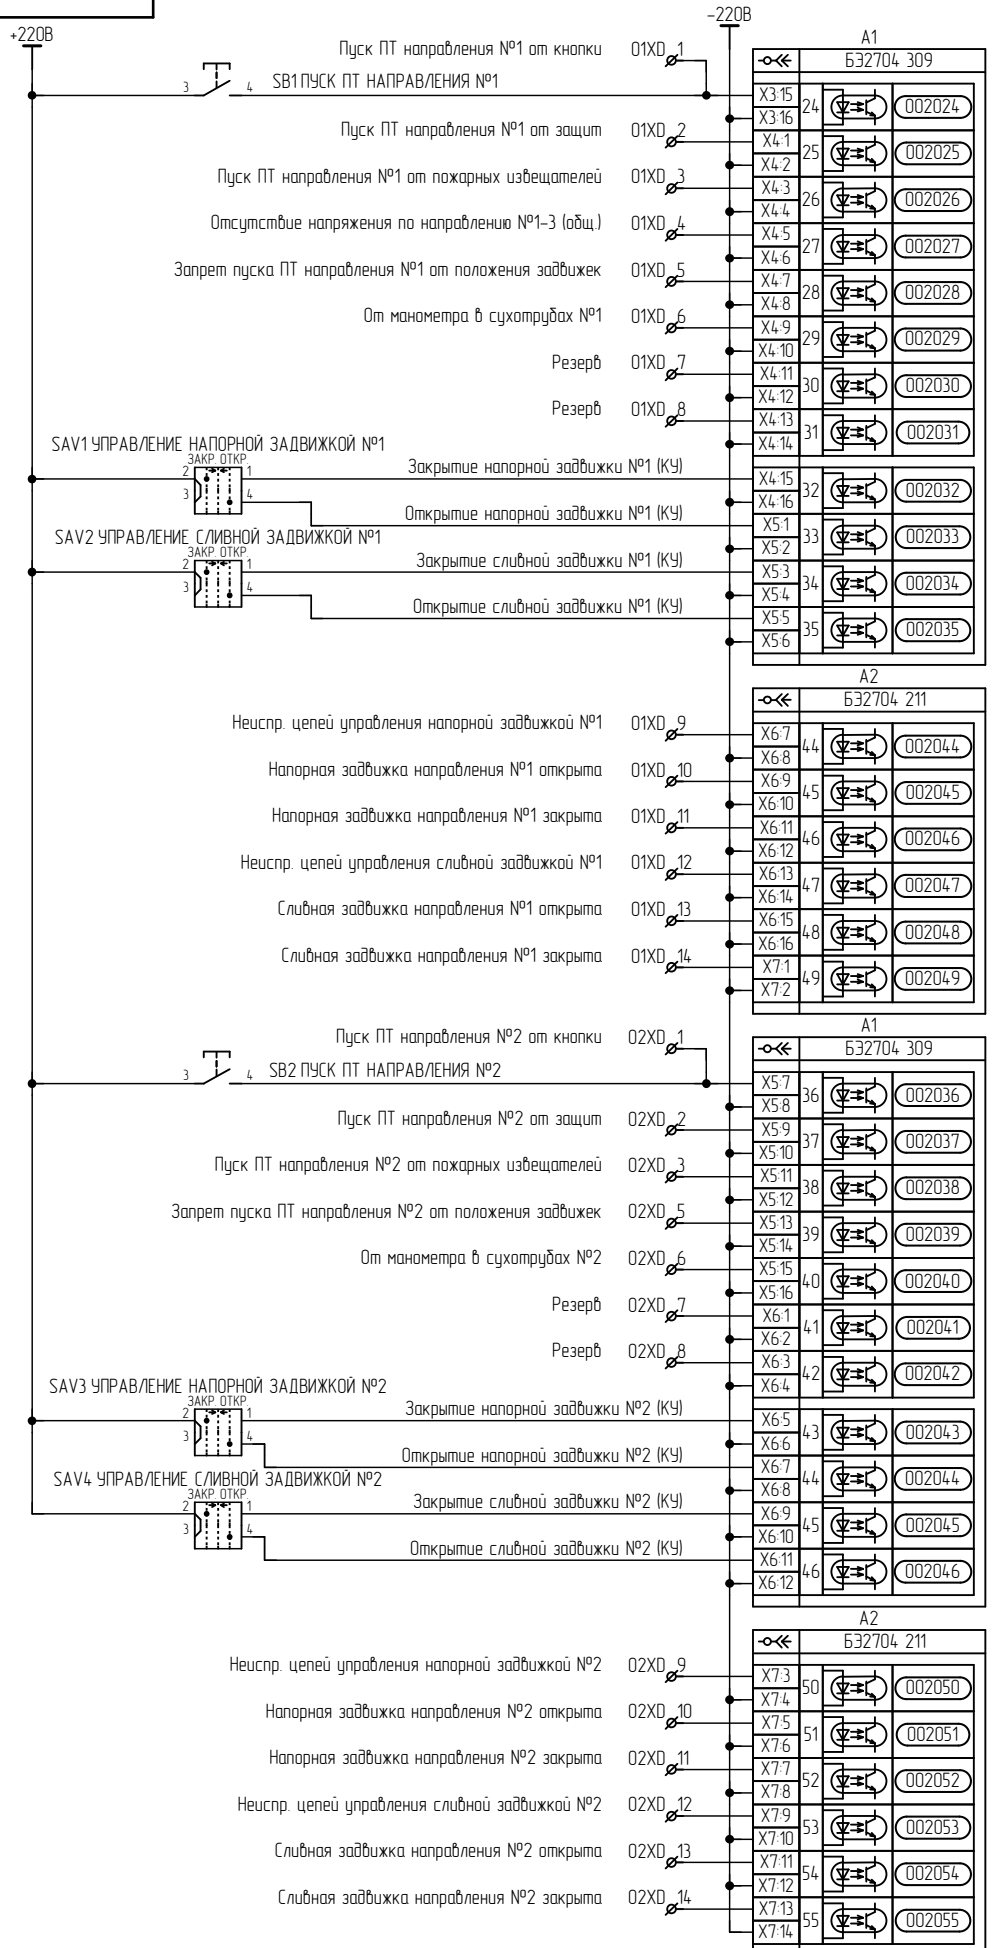 +220В
-220В
А1
Пуск ПТ направления №1 от кнопки 01XD 1
БЭ2704 309
3 4 SB1 ПУСК ПТ НАПРАВЛЕНИЯ №1
X3:15 24 002024
X3:16
Пуск ПТ направления №1 от защит 01XD 2
X4:1 25 002025
X4:2
Пуск ПТ направления №1 от пожарных извещателей 01XD 3
X4:3 26 002026
X4:4
Отсутствие напряжения по направлению №1-3 (общ.) 01XD 4
X4:5 27 002027
X4:6
Запрет пуска ПТ направления №1 от положения задвижек 01XD 5
X4:7 28 002028
X4:8
От манометра в сухотрубах №1 01XD 6
X4:9 29 002029
X4:10
Резерв 01XD 7
X4:11 30 002030
X4:12
Резерв 01XD 8
X4:13 31 002031
X4:14
SAV1 УПРАВЛЕНИЕ НАПОРНОЙ ЗАДВИЖКОЙ №1
ЗАКР. ОТКР.
2 1 Закрытие напорной задвижки №1 (КУ)
X4:15 32 002032
3 4
X4:16
Открытие напорной задвижки №1 (КУ)
X5:1 33 002033
X5:2
SAV2 УПРАВЛЕНИЕ СЛИВНОЙ ЗАДВИЖКОЙ №1
ЗАКР. ОТКР.
2 1 Закрытие сливной задвижки №1 (КУ)
X5:3 34 002034
3 4
X5:4
Открытие сливной задвижки №1 (КУ)
X5:5 35 002035
X5:6
А2
БЭ2704 211
Неиспр. цепей управления напорной задвижкой №1 01XD 9
X6:7 44 002044
X6:8
Напорная задвижка направления №1 открыта 01XD 10
X6:9 45 002045
X6:10
Напорная задвижка направления №1 закрыта 01XD 11
X6:11 46 002046
X6:12
Неиспр. цепей управления сливной задвижкой №1 01XD 12
X6:13 47 002047
X6:14
Сливная задвижка направления №1 открыта 01XD 13
X6:15 48 002048
X6:16
Сливная задвижка направления №1 закрыта 01XD 14
X7:1 49 002049
X7:2
А1
Пуск ПТ направления №2 от кнопки 02XD 1
БЭ2704 309
3 4 SB2 ПУСК ПТ НАПРАВЛЕНИЯ №2
X5:7 36 002036
X5:8
Пуск ПТ направления №2 от защит 02XD 2
X5:9 37 002037
X5:10
Пуск ПТ направления №2 от пожарных извещателей 02XD 3
X5:11 38 002038
X5:12
Запрет пуска ПТ направления №2 от положения задвижек 02XD 5
X5:13 39 002039
X5:14
От манометра в сухотрубах №2 02XD 6
X5:15 40 002040
X5:16
Резерв 02XD 7
X6:1 41 002041
X6:2
Резерв 02XD 8
X6:3 42 002042
X6:4
SAV3 УПРАВЛЕНИЕ НАПОРНОЙ ЗАДВИЖКОЙ №2
ЗАКР. ОТКР.
2 1 Закрытие напорной задвижки №2 (КУ)
X6:5 43 002043
3 4
X6:6
Открытие напорной задвижки №2 (КУ)
X6:7 44 002044
X6:8
SAV4 УПРАВЛЕНИЕ СЛИВНОЙ ЗАДВИЖКОЙ №2
ЗАКР. ОТКР.
2 1 Закрытие сливной задвижки №2 (КУ)
X6:9 45 002045
3 4
X6:10
Открытие сливной задвижки №2 (КУ)
X6:11 46 002046
X6:12
А2
БЭ2704 211
Неиспр. цепей управления напорной задвижкой №2 02XD 9
X7:3 50 002050
X7:4
Напорная задвижка направления №2 открыта 02XD 10
X7:5 51 002051
X7:6
Напорная задвижка направления №2 закрыта 02XD 11
X7:7 52 002052
X7:8
Неиспр. цепей управления сливной задвижкой №2 02XD 12
X7:9 53 002053
X7:10
Сливная задвижка направления №2 открыта 02XD 13
X7:11 54 002054
X7:12
Сливная задвижка направления №2 закрыта 02XD 14
X7:13 55 002055
X7:14